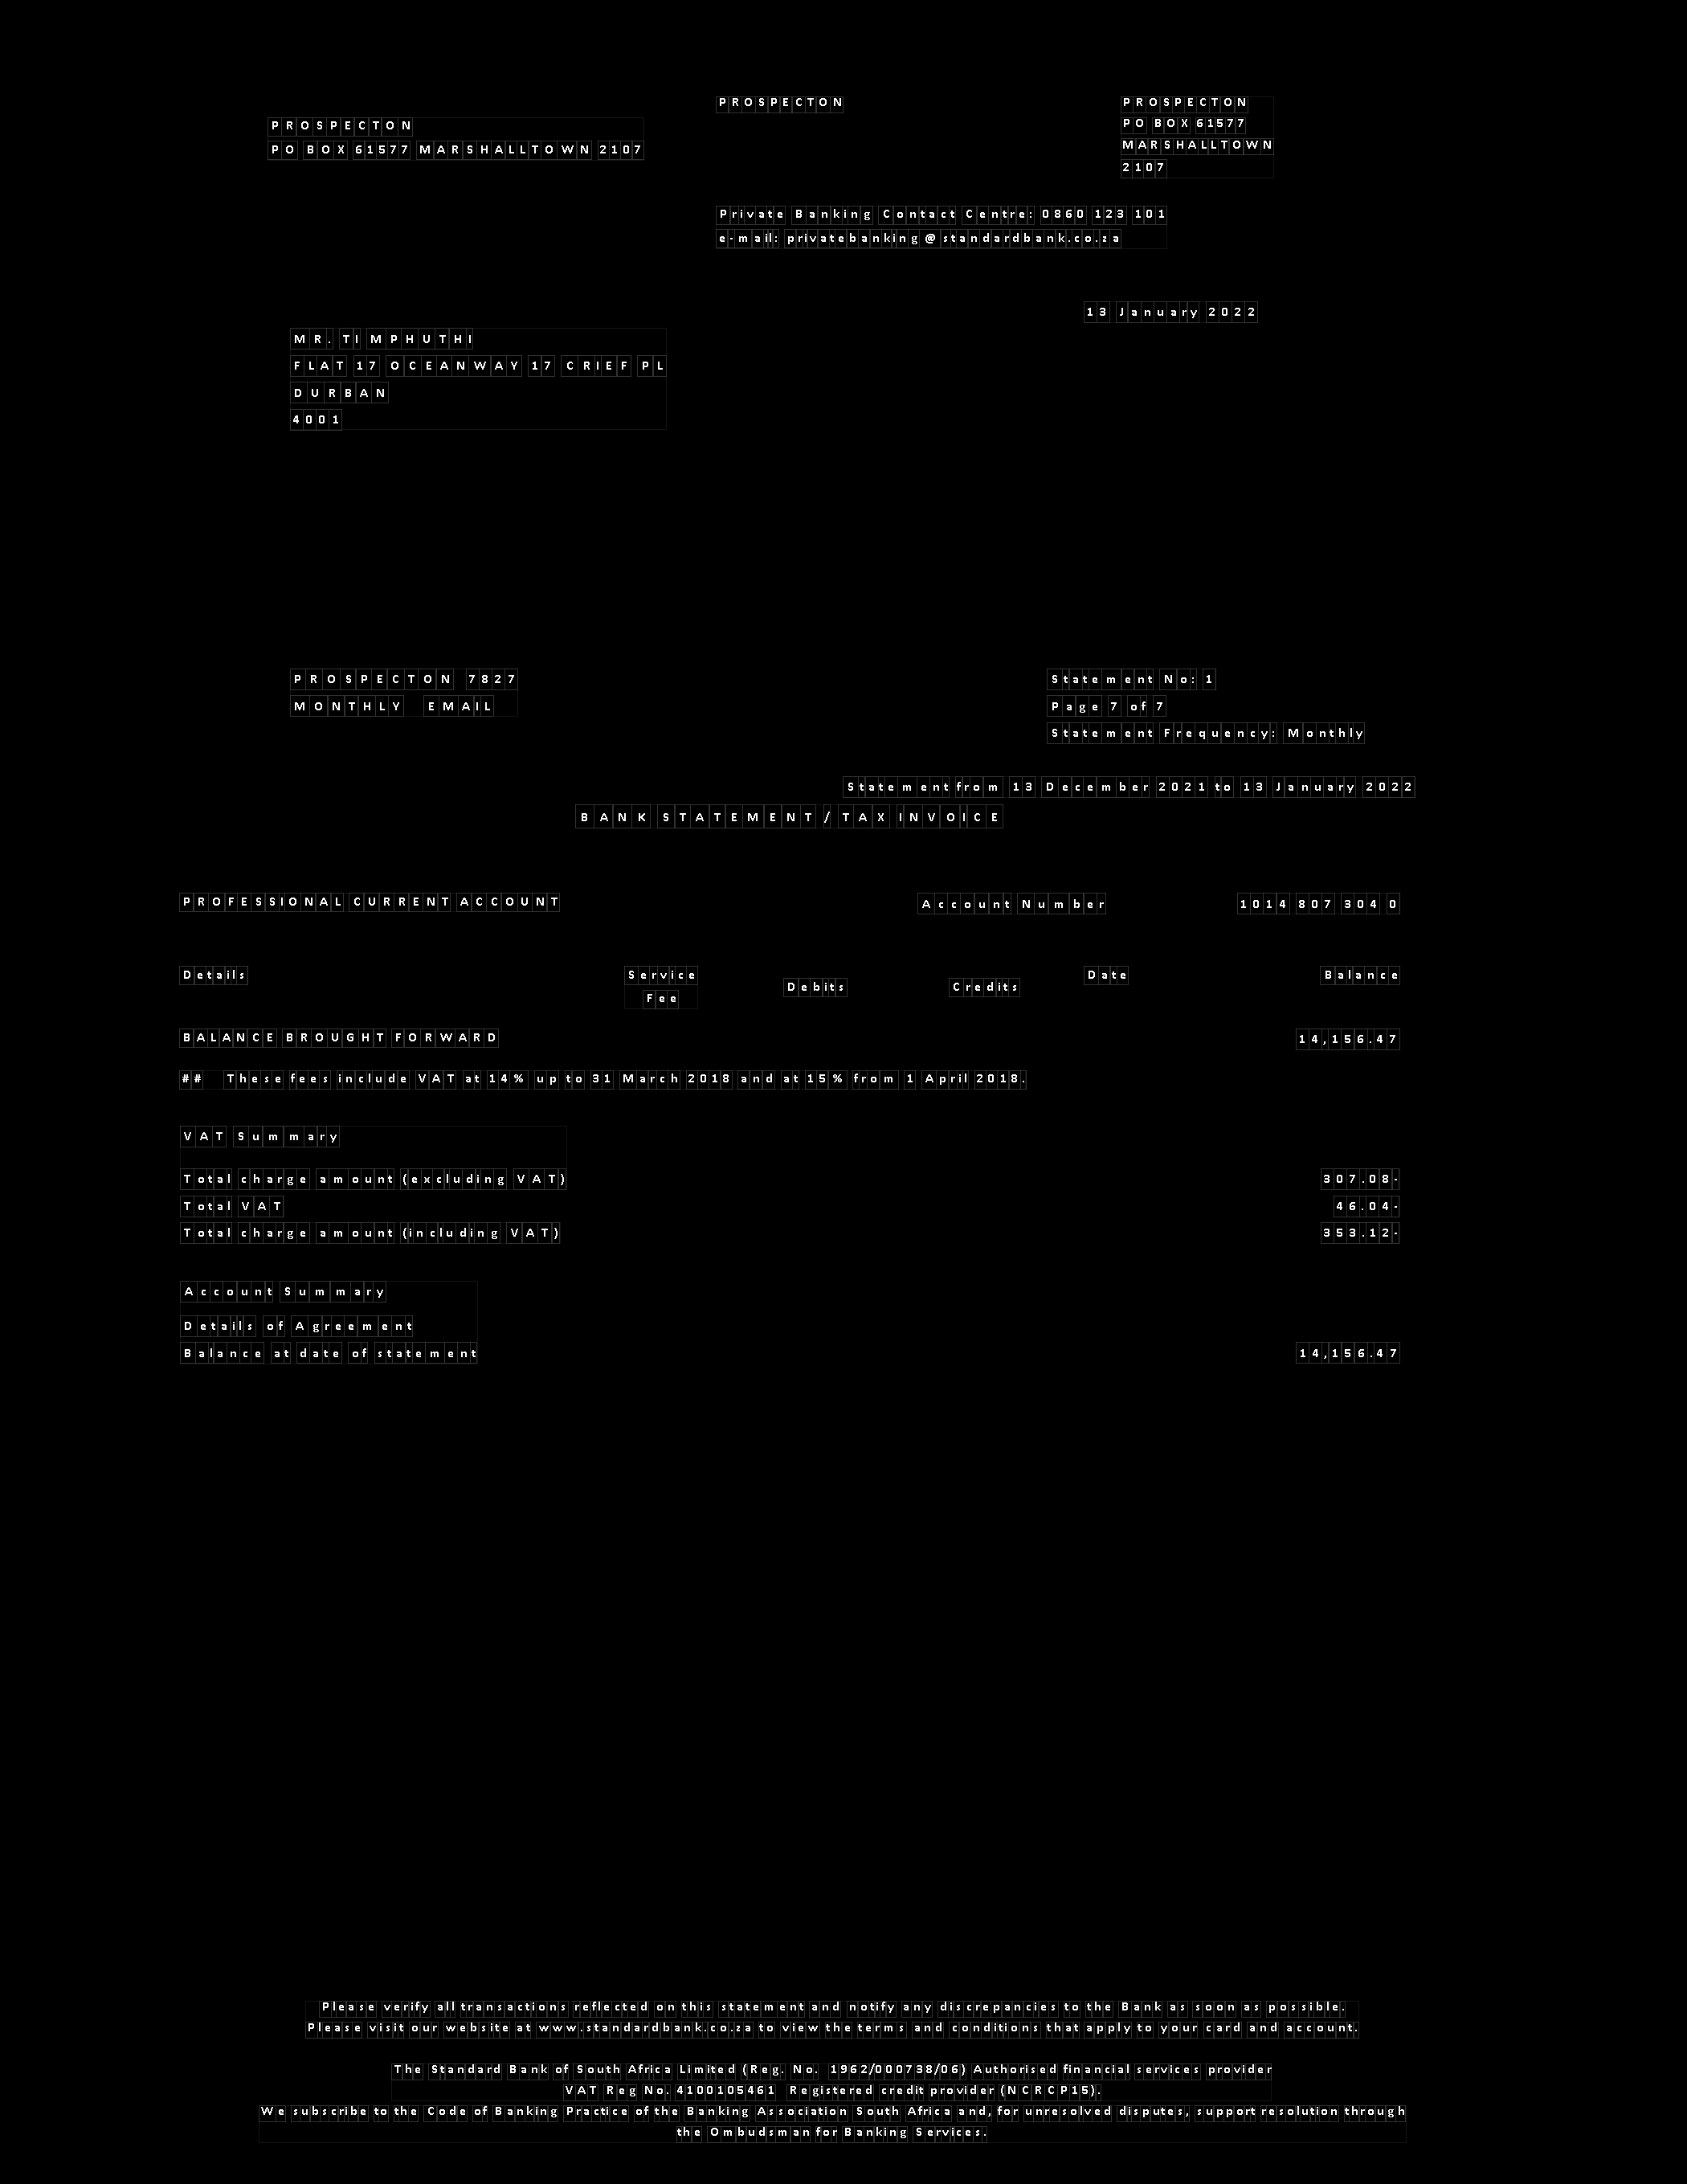 PROSPECTON
PROSPECTON
PO BOX 61577 MARSHALLTOWN 2107
PROSPECTON
PO BOX 61577
MARSHALLTOWN
2107
Private Banking Contact Centre: 0860 123 101
e-mail: privatebanking@standardbank.co.za
13 January 2022
MR. TI MPHUTHI
FLAT 17 OCEANWAY 17 CRIEF PL
DURBAN
4001
PROSPECTON 7827
MONTHLY EMAIL
Statement No: 1
Page 7 of 7
Statement Frequency: Monthly
Statement from 13 December 2021 to 13 January 2022
BANK STATEMENT / TAX INVOICE
PROFESSIONAL CURRENT ACCOUNT Account Number 1014 807 3040 0
Details Service Fee Debits Credits Date Balance
BALANCE BROUGHT FORWARD 14,156.47
## These fees include VAT at 14% up to 31 March 2018 and at 15% from 1 April 2018.
VAT Summary
Total charge amount (excluding VAT) 307.08-
Total VAT 46.04-
Total charge amount (including VAT) 353.12-
Account Summary
Details of Agreement
Balance at date of statement 14,156.47
Please verify all transactions reflected on this statement and notify any discrepancies to the Bank as soon as possible.
Please visit our website at www.standardbank.co.za to view the terms and conditions that apply to your card and account.
The Standard Bank of South Africa Limited (Reg. No. 1962/000738/06) Authorised financial services provider
VAT Reg No. 4100105461 Registered credit provider (NCRCP15).
We subscribe to the Code of Banking Practice of the Banking Association South Africa and, for unresolved disputes, support resolution through
the Ombudsman for Banking Services.